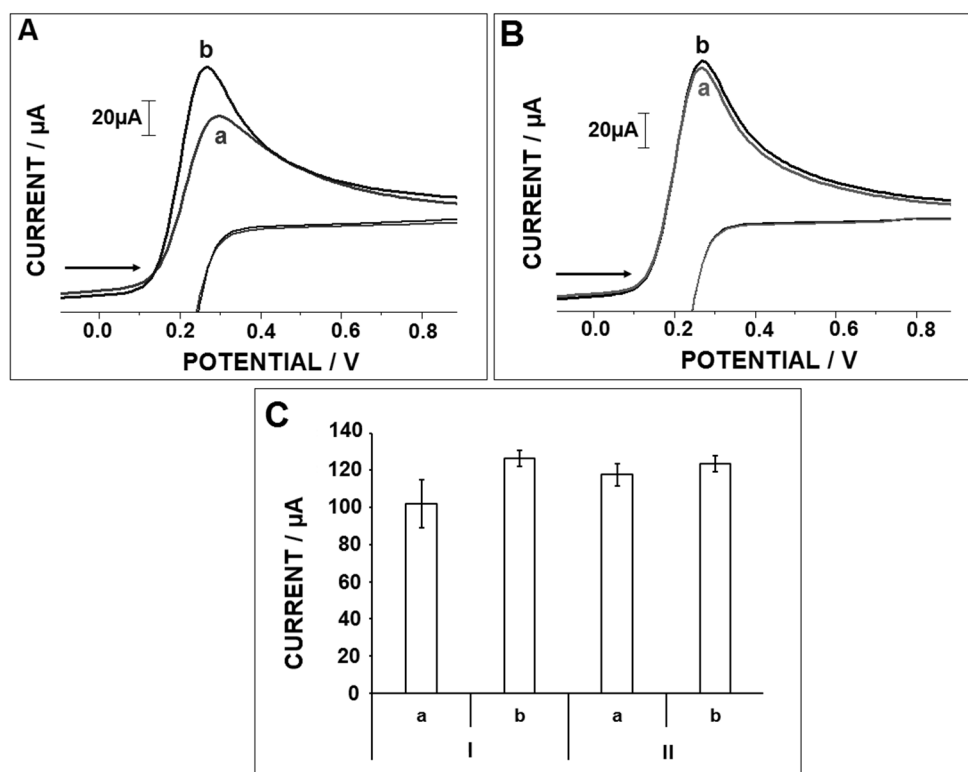 A
b
20µA
a
CURRENT / µA
0.0 0.2 0.4 0.6 0.8
POTENTIAL / V
B
b
a
20µA
CURRENT / µA
0.0 0.2 0.4 0.6 0.8
POTENTIAL / V
C
CURRENT / µA
140
120
100
80
60
40
20
0
a b a b
I II